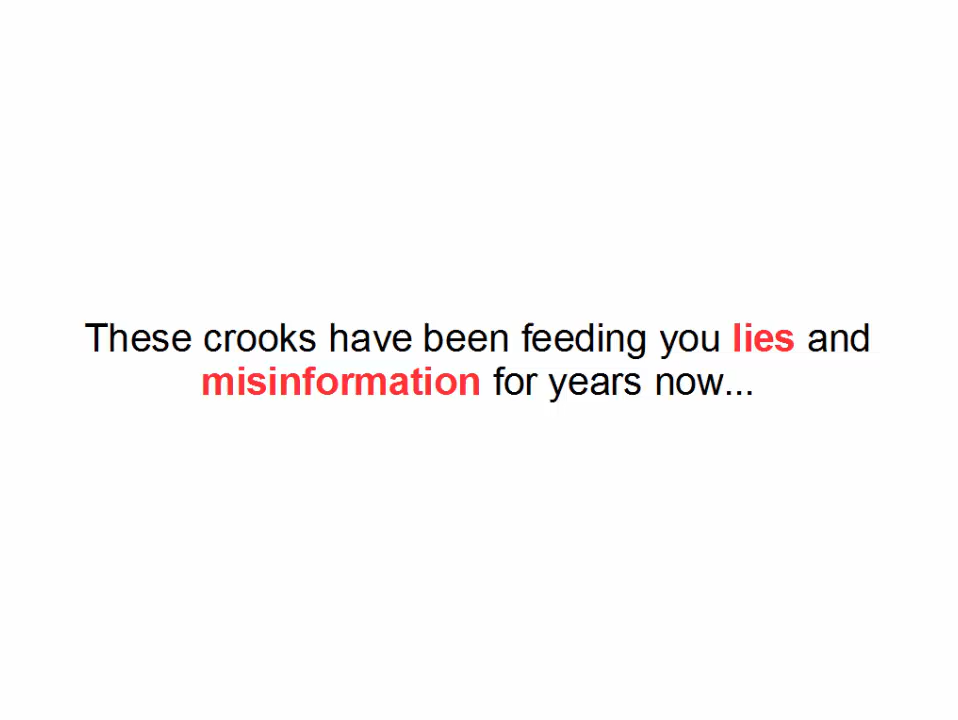 These crooks have been feeding you lies and
misinformation for years now...